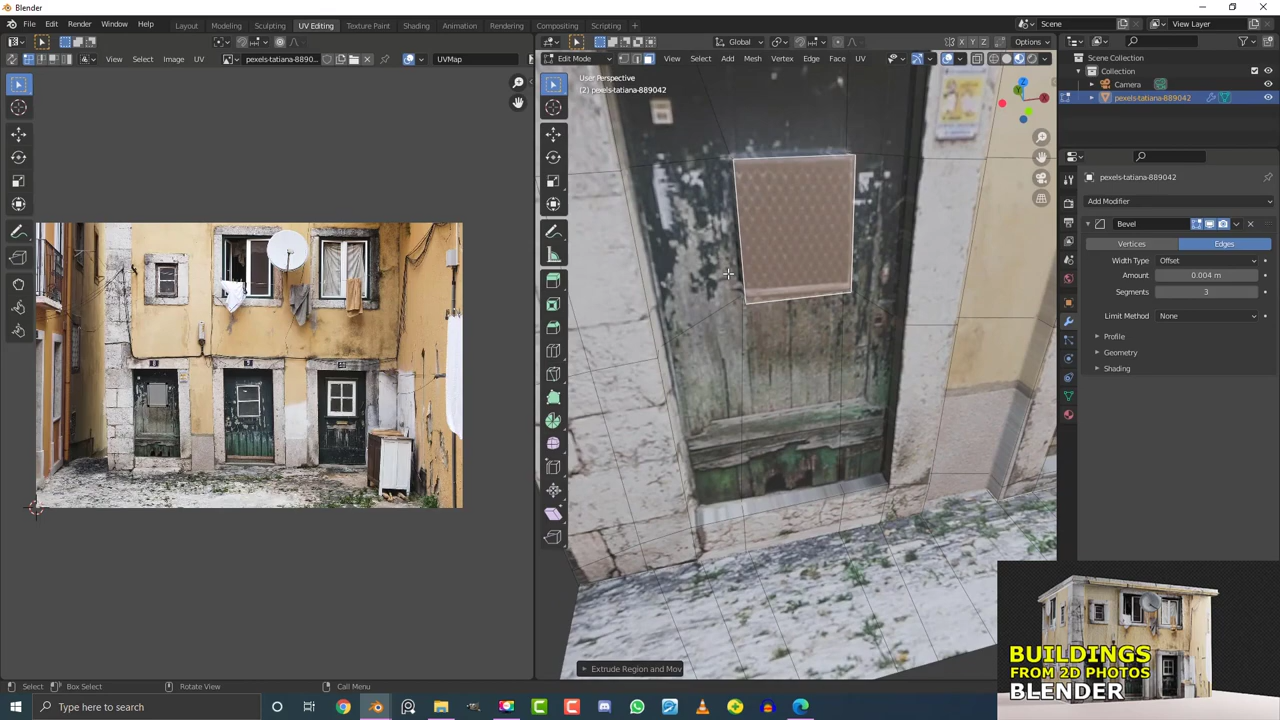 Blender
File Edit Render Window Help Layout Modeling Sculpting UV Editing Texture Paint Shading Animation Rendering Compositing Scripting + Scene View Layer
Global Options
View Select Image UV pexels-tatiana-8890... UVMap Edit Mode View Select Add Mesh Vertex Edge Face UV
User Perspective
(2) pexels-tatiana-889042
Scene Collection
Collection
Camera
pexels-tatiana-889042
pexels-tatiana-889042
Add Modifier
Bevel
Vertices Edges
Width Type Offset
Amount 0.004 m
Segments 3
Limit Method None
Profile
Geometry
Shading
Extrude Region and Mov
BUILDINGS
FROM 2D PHOTOS
BLENDER
Select Box Select Rotate View Call Menu
Type here to search